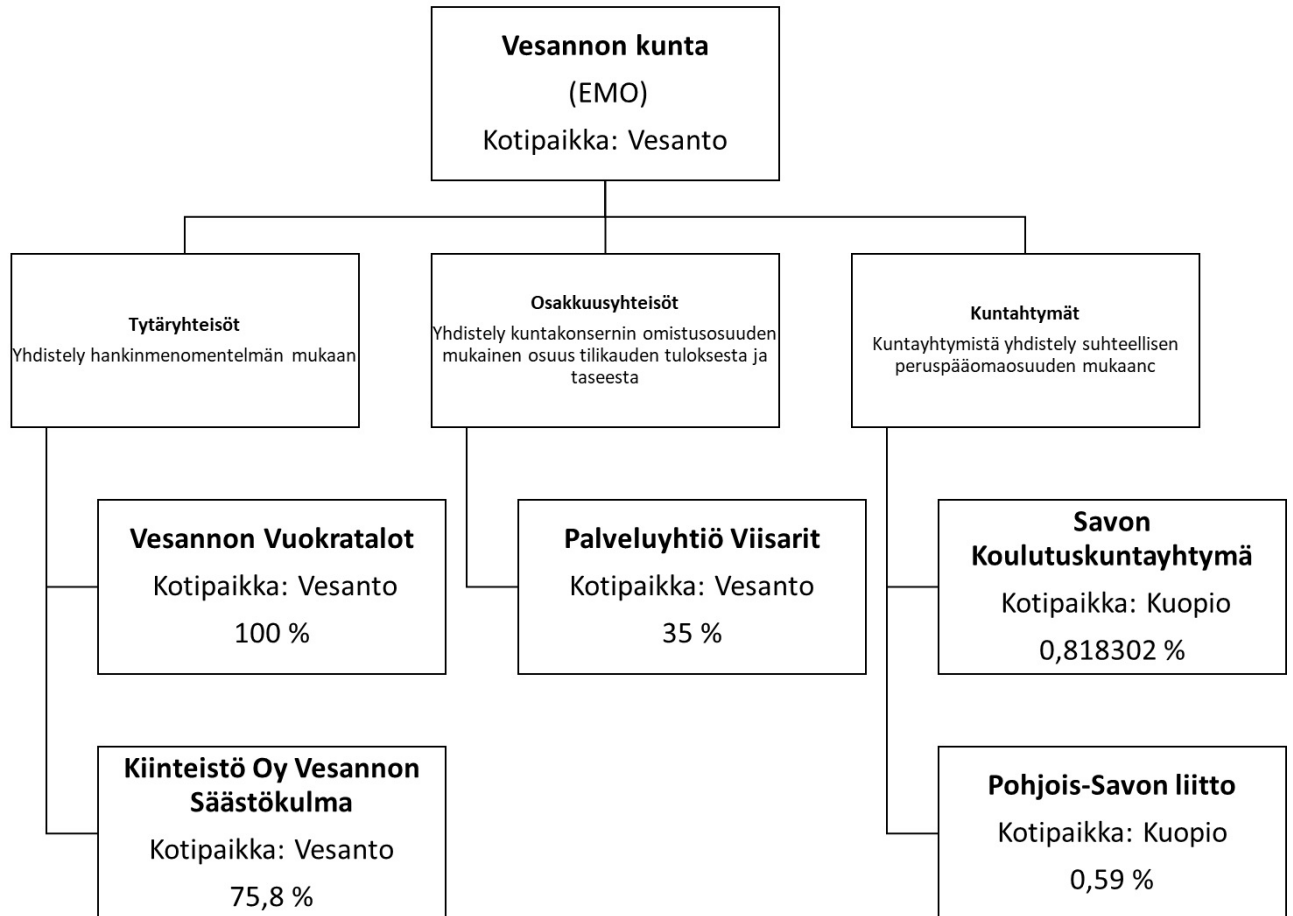 Vesannon kunta
(EMO)
Kotipaikka: Vesanto
Tytäryhteisöt
Yhdistely hankinmenomentelmän mukaan
Osakkuusyhteisöt
Yhdistely kuntakonsernin omistusosuuden
mukainen osuus tilikauden tuloksesta ja
taseesta
Kuntahtymät
Kuntayhtymistä yhdistely suhteellisen
peruspääomaosuuden mukaanc
Vesannon Vuokratalot
Kotipaikka: Vesanto
100 %
Kiinteistö Oy Vesannon
Säästökulma
Kotipaikka: Vesanto
75,8 %
Palveluyhtiö Viisarit
Kotipaikka: Vesanto
35 %
Savon
Koulutuskuntayhtymä
Kotipaikka: Kuopio
0,818302 %
Pohjois-Savon liitto
Kotipaikka: Kuopio
0,59 %